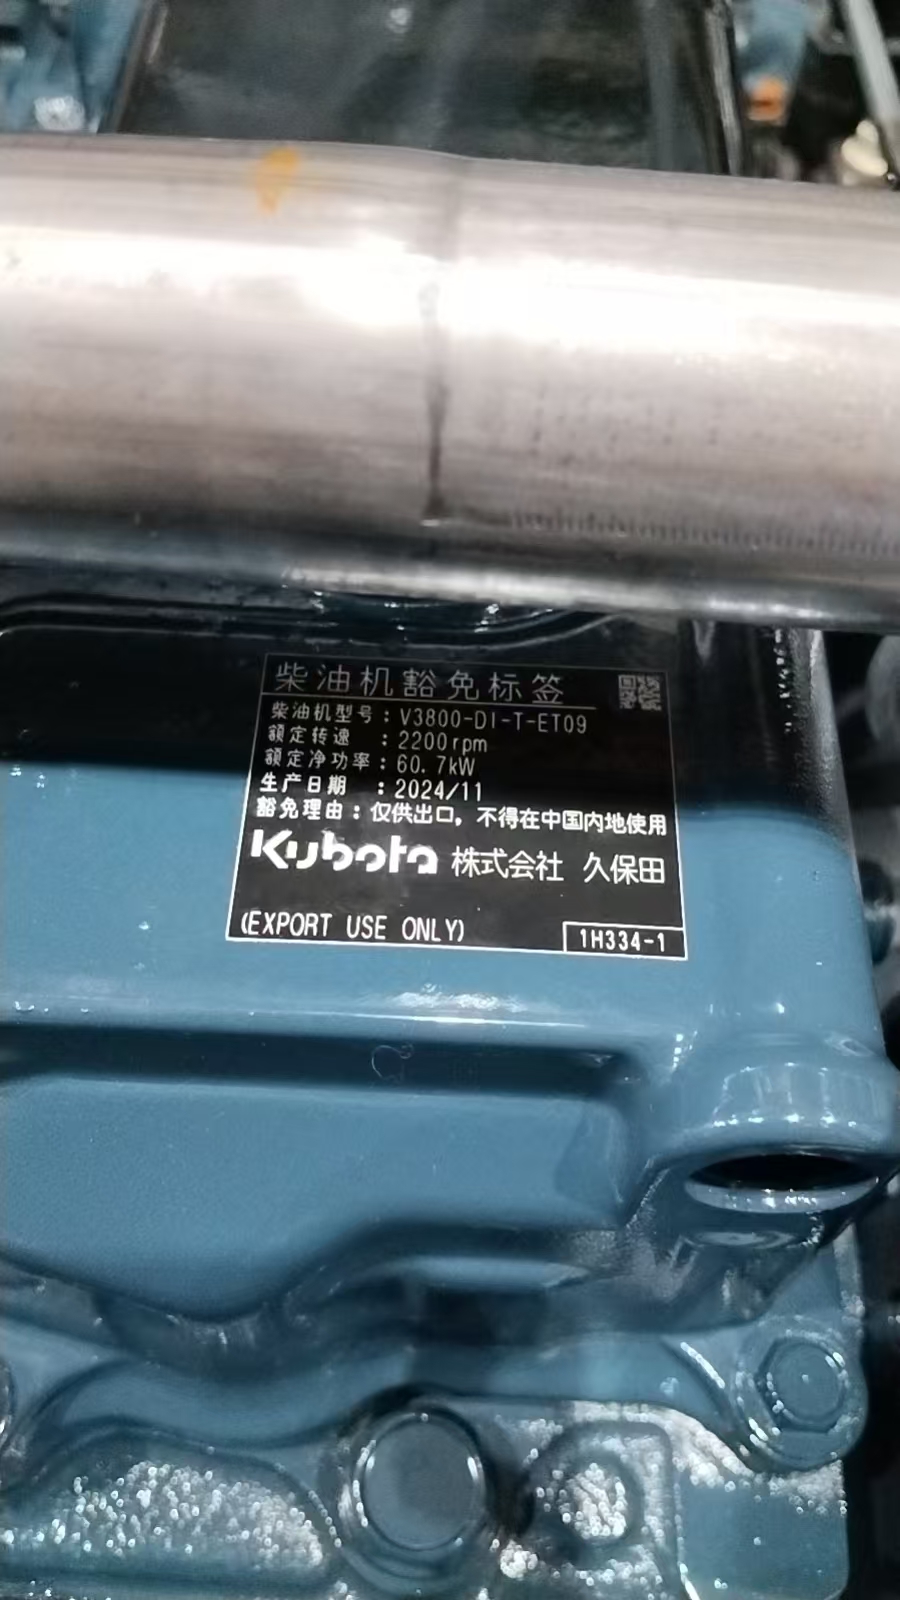 柴油机豁免标签
柴油机型号：V3800-DI-T-ET09
额定转速 ：2200rpm
额定净功率：60.7kW
生产日期 ：2024/11
豁免理由：仅供出口，不得在中国内地使用
Kubota 株式会社 久保田
(EXPORT USE ONLY)
1H334-1